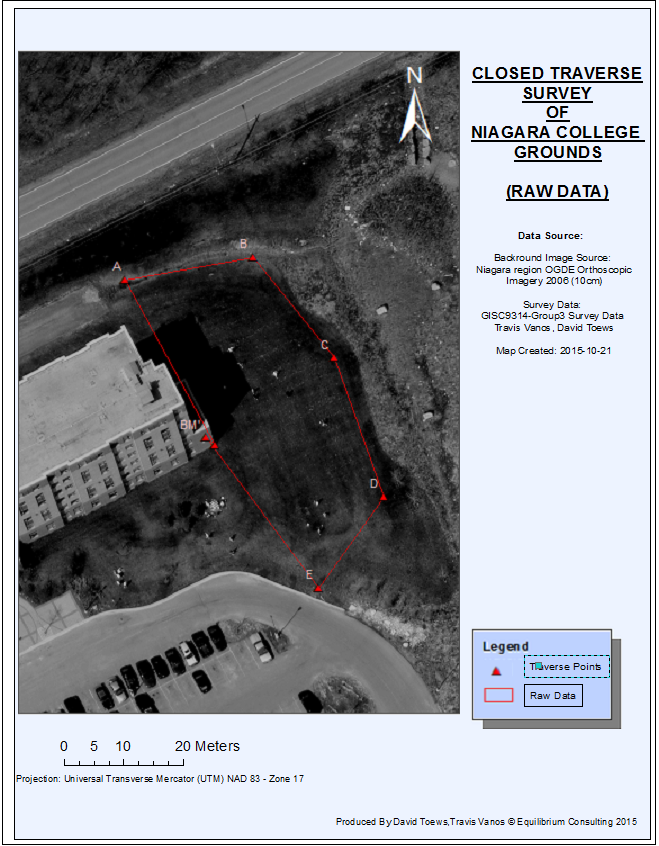 CLOSED TRAVERSE
SURVEY
OF
NIAGARA COLLEGE
GROUNDS
(RAW DATA)
Data Source:
Backround Image Source:
Niagara region OGDE Orthoscopic
Imagery 2006 (10cm)
Survey Data:
GISC9314-Group3 Survey Data
Travis Vanos, David Toews
Map Created: 2015-10-21
N
A
B
C
BM
D
E
Legend
Traverse Points
Raw Data
0 5 10 20 Meters
Projection: Universal Transverse Mercator (UTM) NAD 83 - Zone 17
Produced By David Toews,Travis Vanos © Equilibrium Consulting 2015